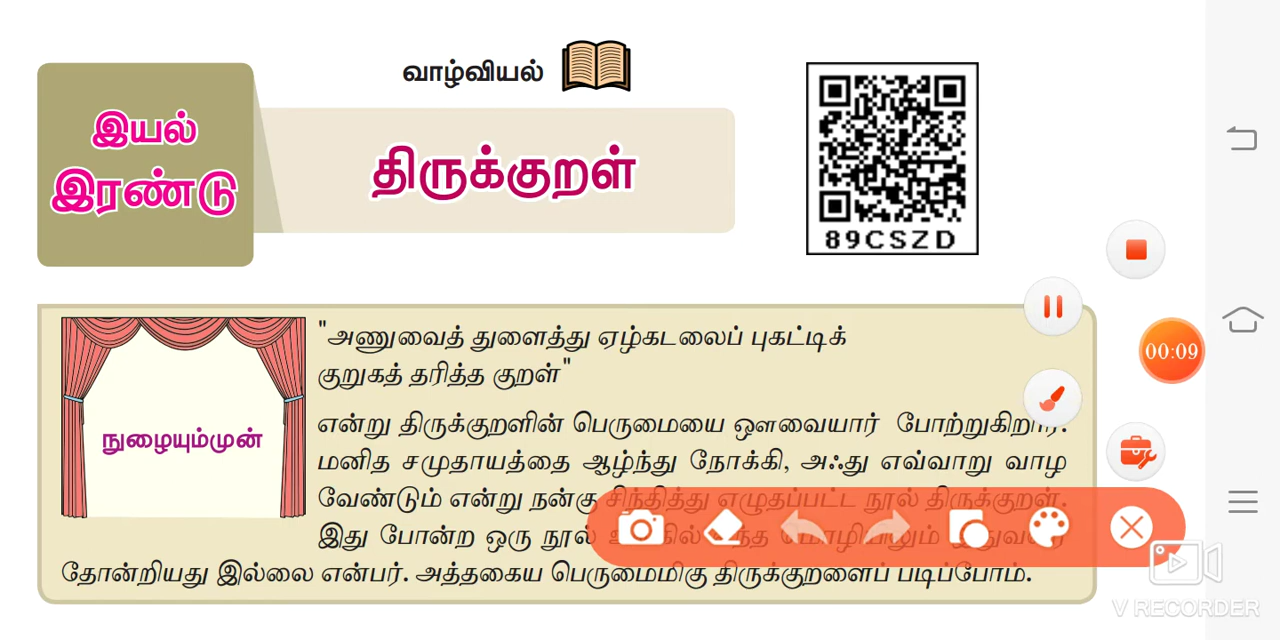 வாழ்வியல்
இயல்
இரண்டு
திருக்குறள்
89CSZD
"அணுவைத் துளைத்து ஏழ்கடலைப் புகட்டிக்
குறுகத் தரித்த குறள்"
என்று திருக்குறளின் பெருமையை ஔவையார் போற்றுகிறார்.
மனித சமுதாயத்தை ஆழ்ந்து நோக்கி, அஃது எவ்வாறு வாழ
வேண்டும் என்று நன்கு சிந்தித்து எழுதப்பட்ட நூல் திருக்குறள்.
இது போன்ற ஒரு நூல்
தோன்றியது இல்லை என்பர். அத்தகைய பெருமைமிகு திருக்குறளைப் படிப்போம்.
நுழையும்முன்
00:09
V RECORDER